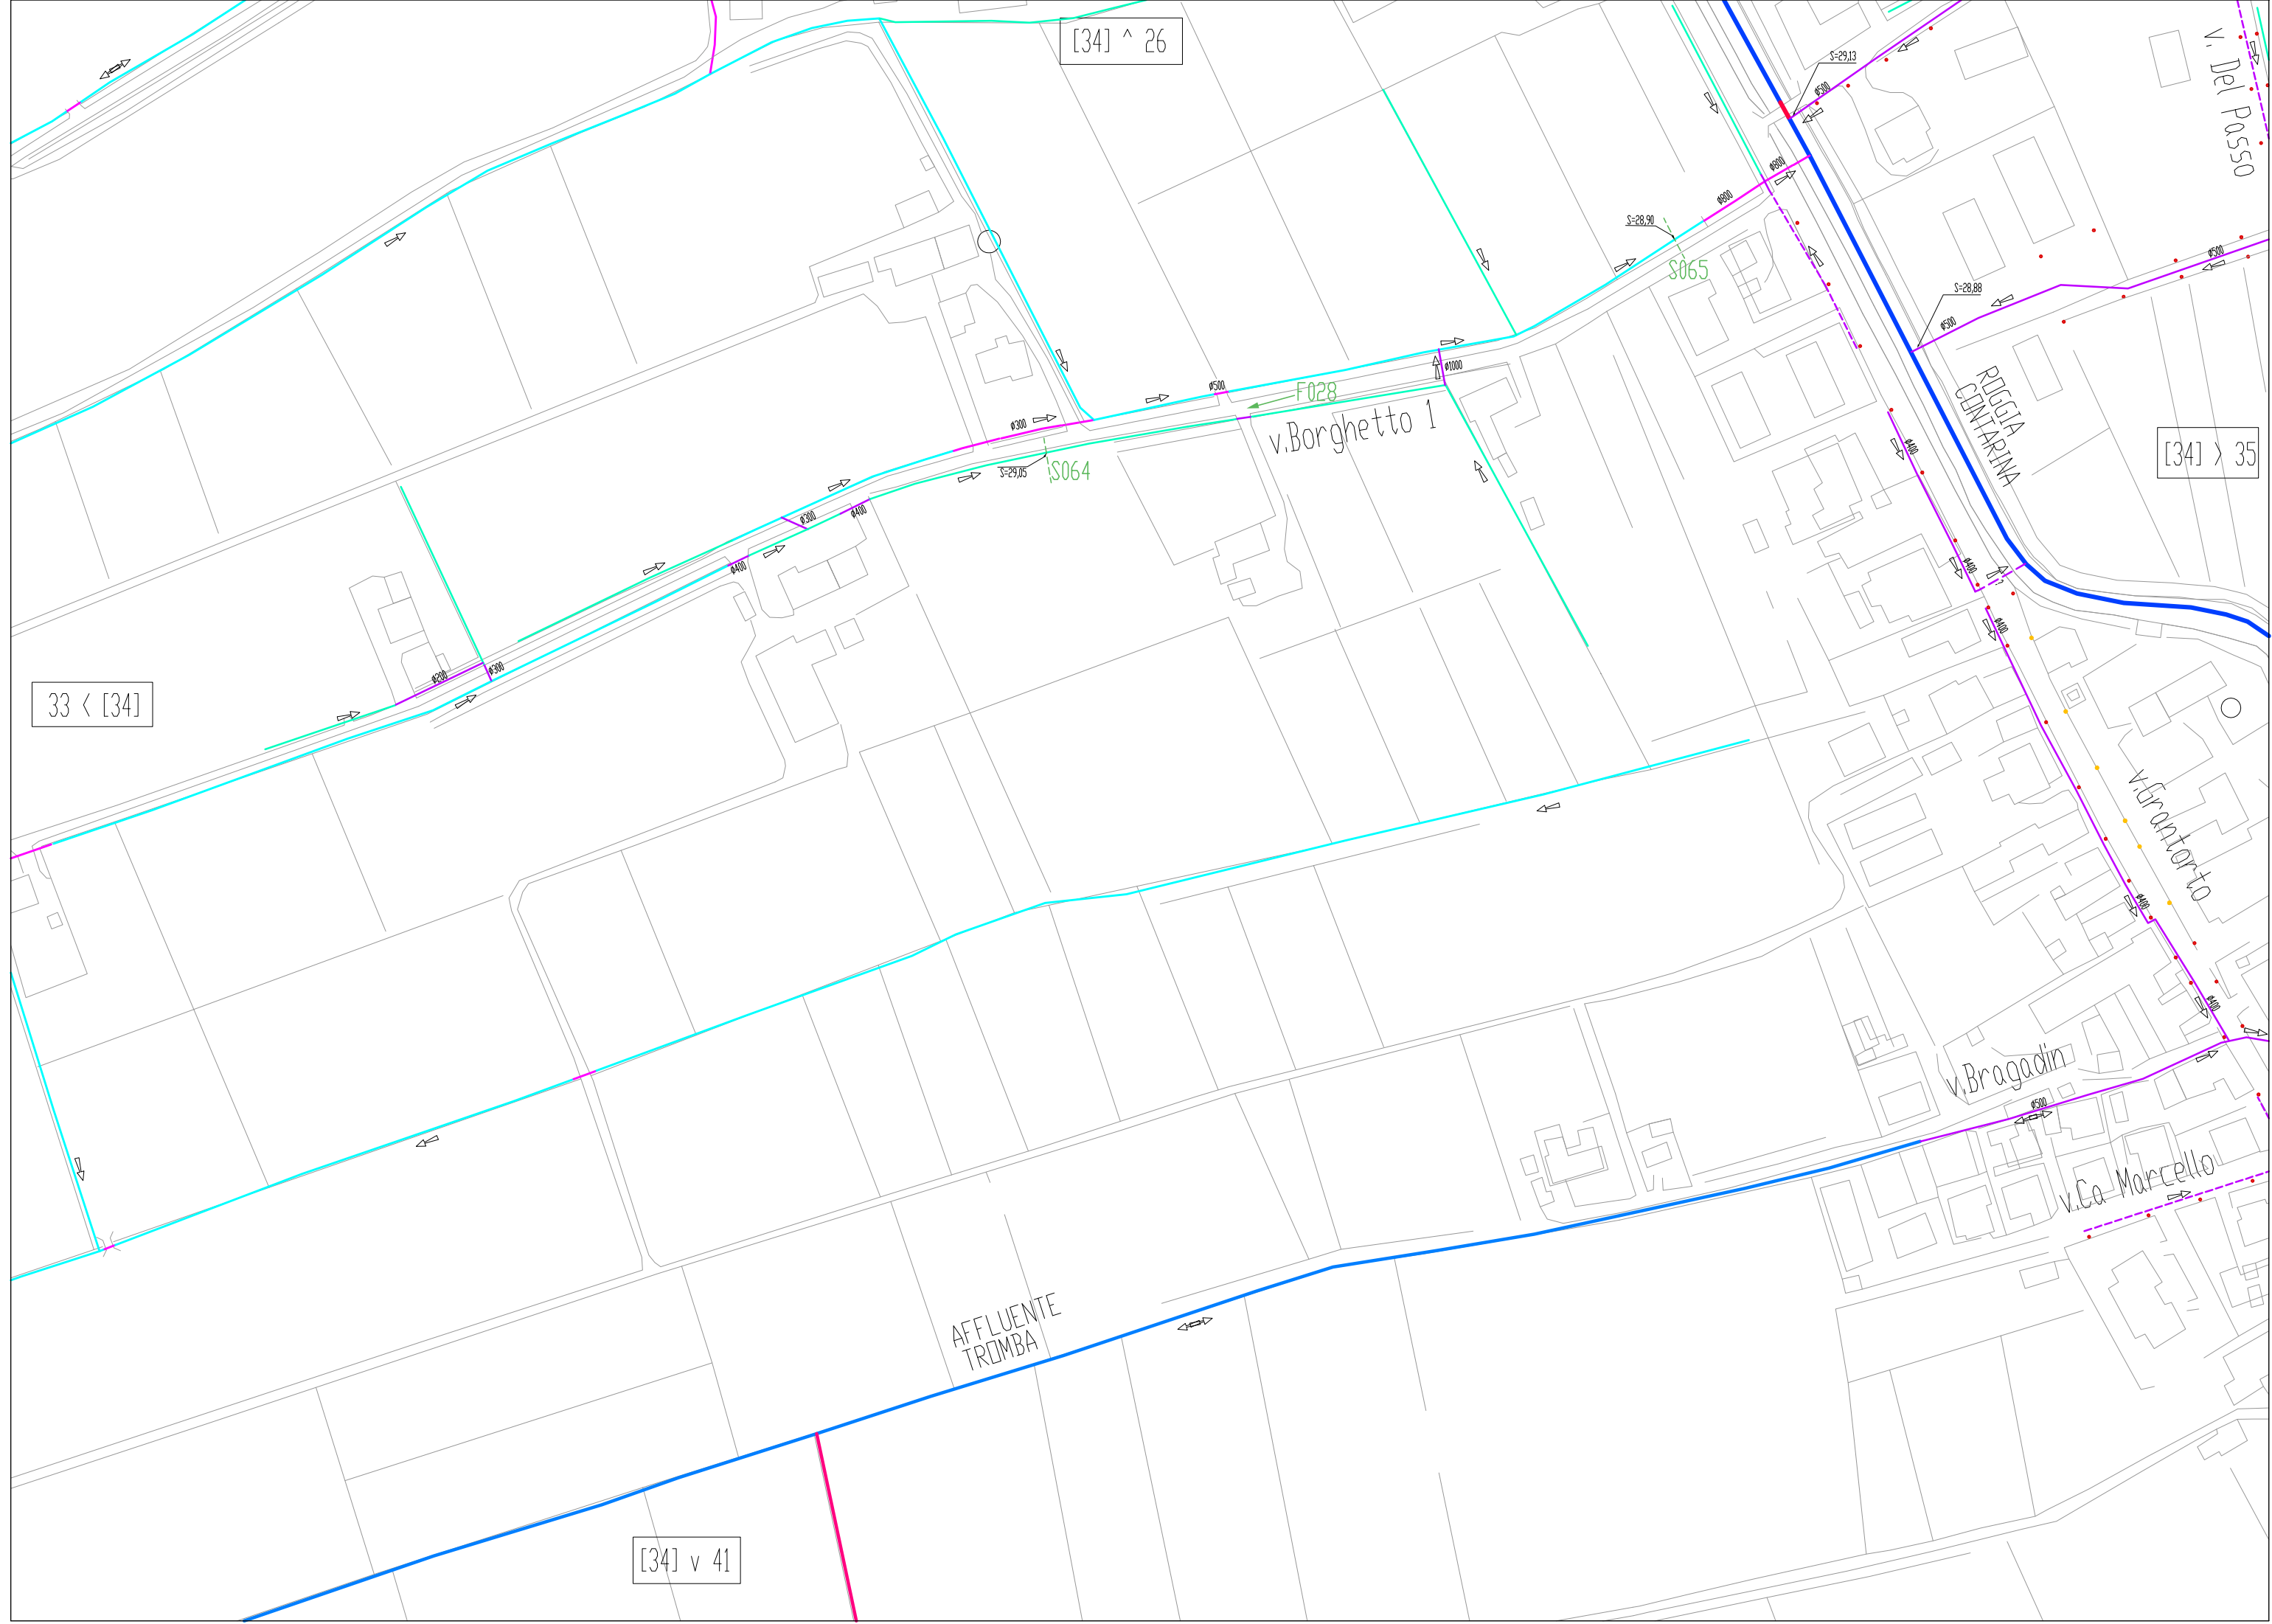 [34] ^ 26
S=29,13
Ø500
v. Del Passo
Ø800
Ø800
S=28,90
S065
Ø500
S=28,88
Ø500
ROGGIA
CONTARINA
[34] > 35
Ø1000
Ø500
F028
v.Borghetto 1
Ø300
S=29,05
S064
Ø400
Ø300
Ø400
Ø400
Ø400
Ø400
Ø300
Ø200
33 < [34]
v.Grantorto
Ø400
Ø400
v.Bragadin
Ø500
v.Ca Marcello
AFFLUENTE
TROMBA
[34] v 41